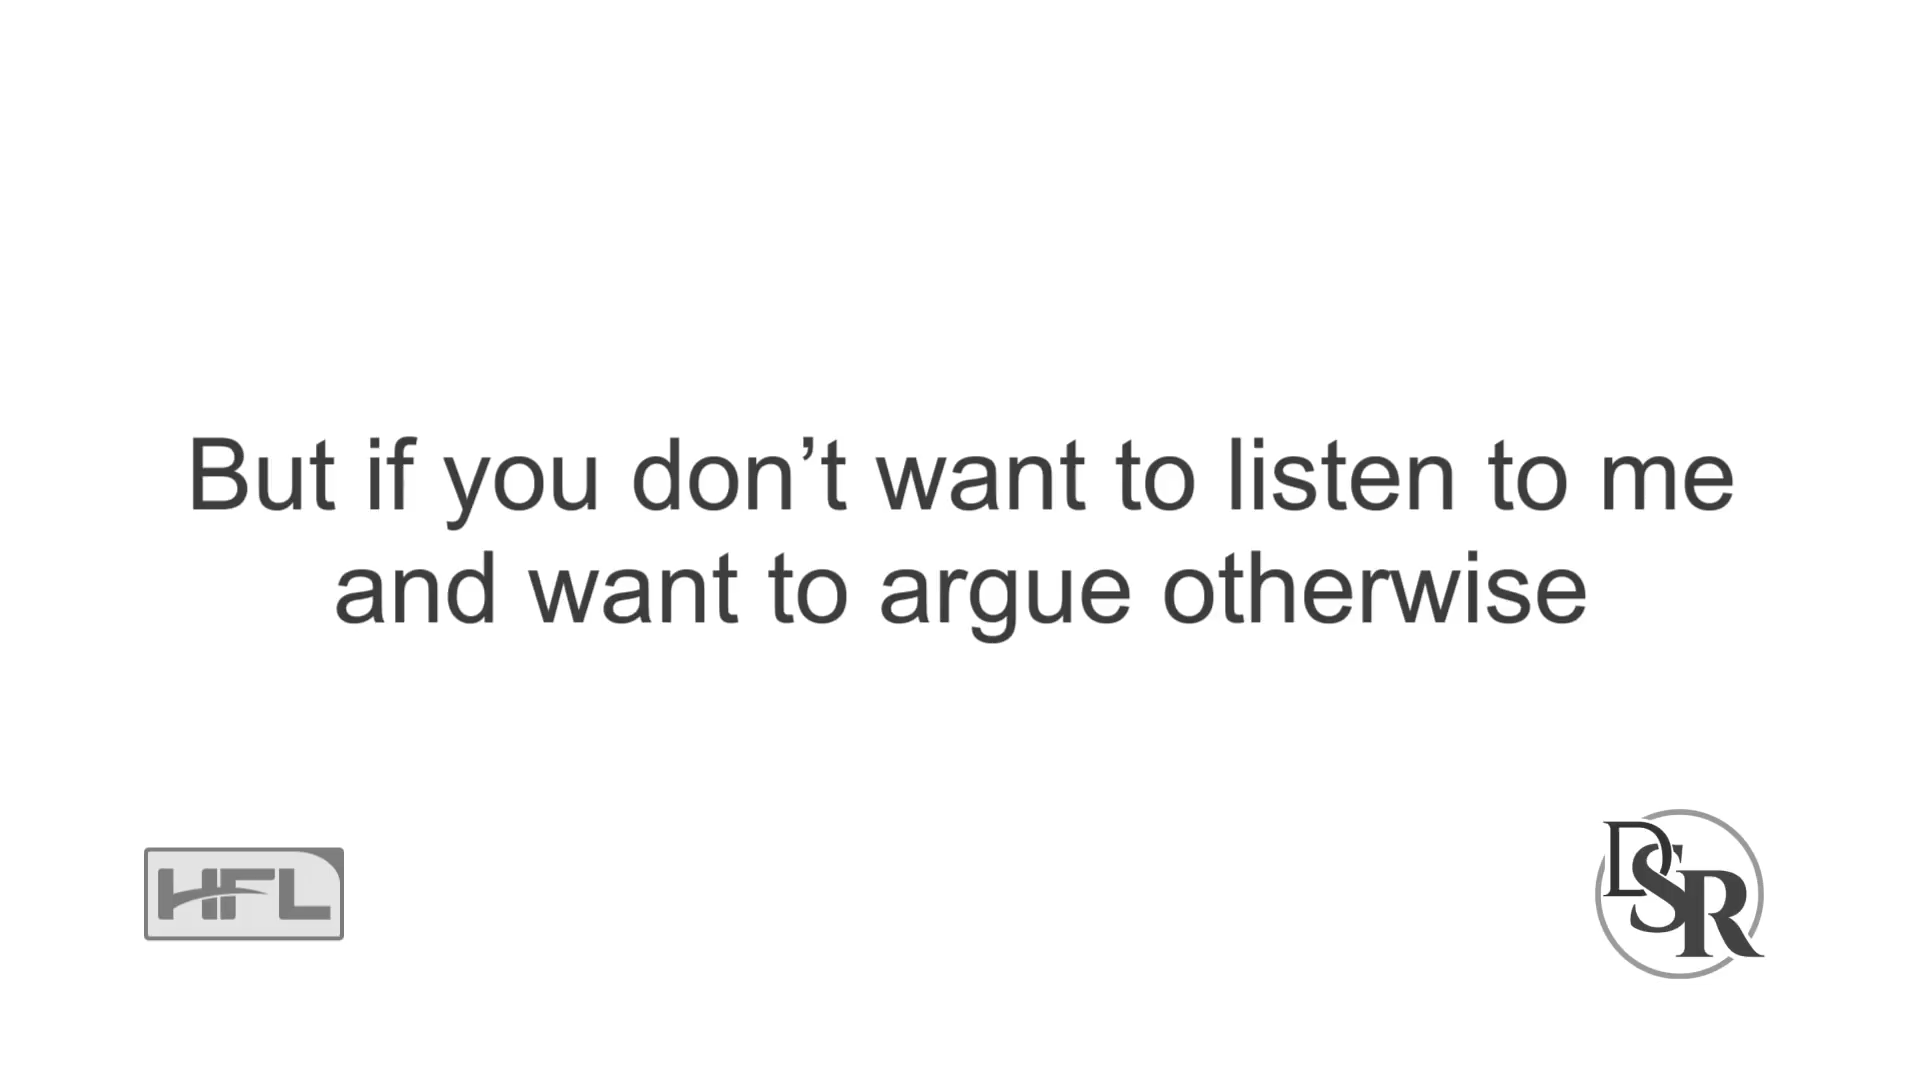 But if you don’t want to listen to me
and want to argue otherwise
HFL
DSR